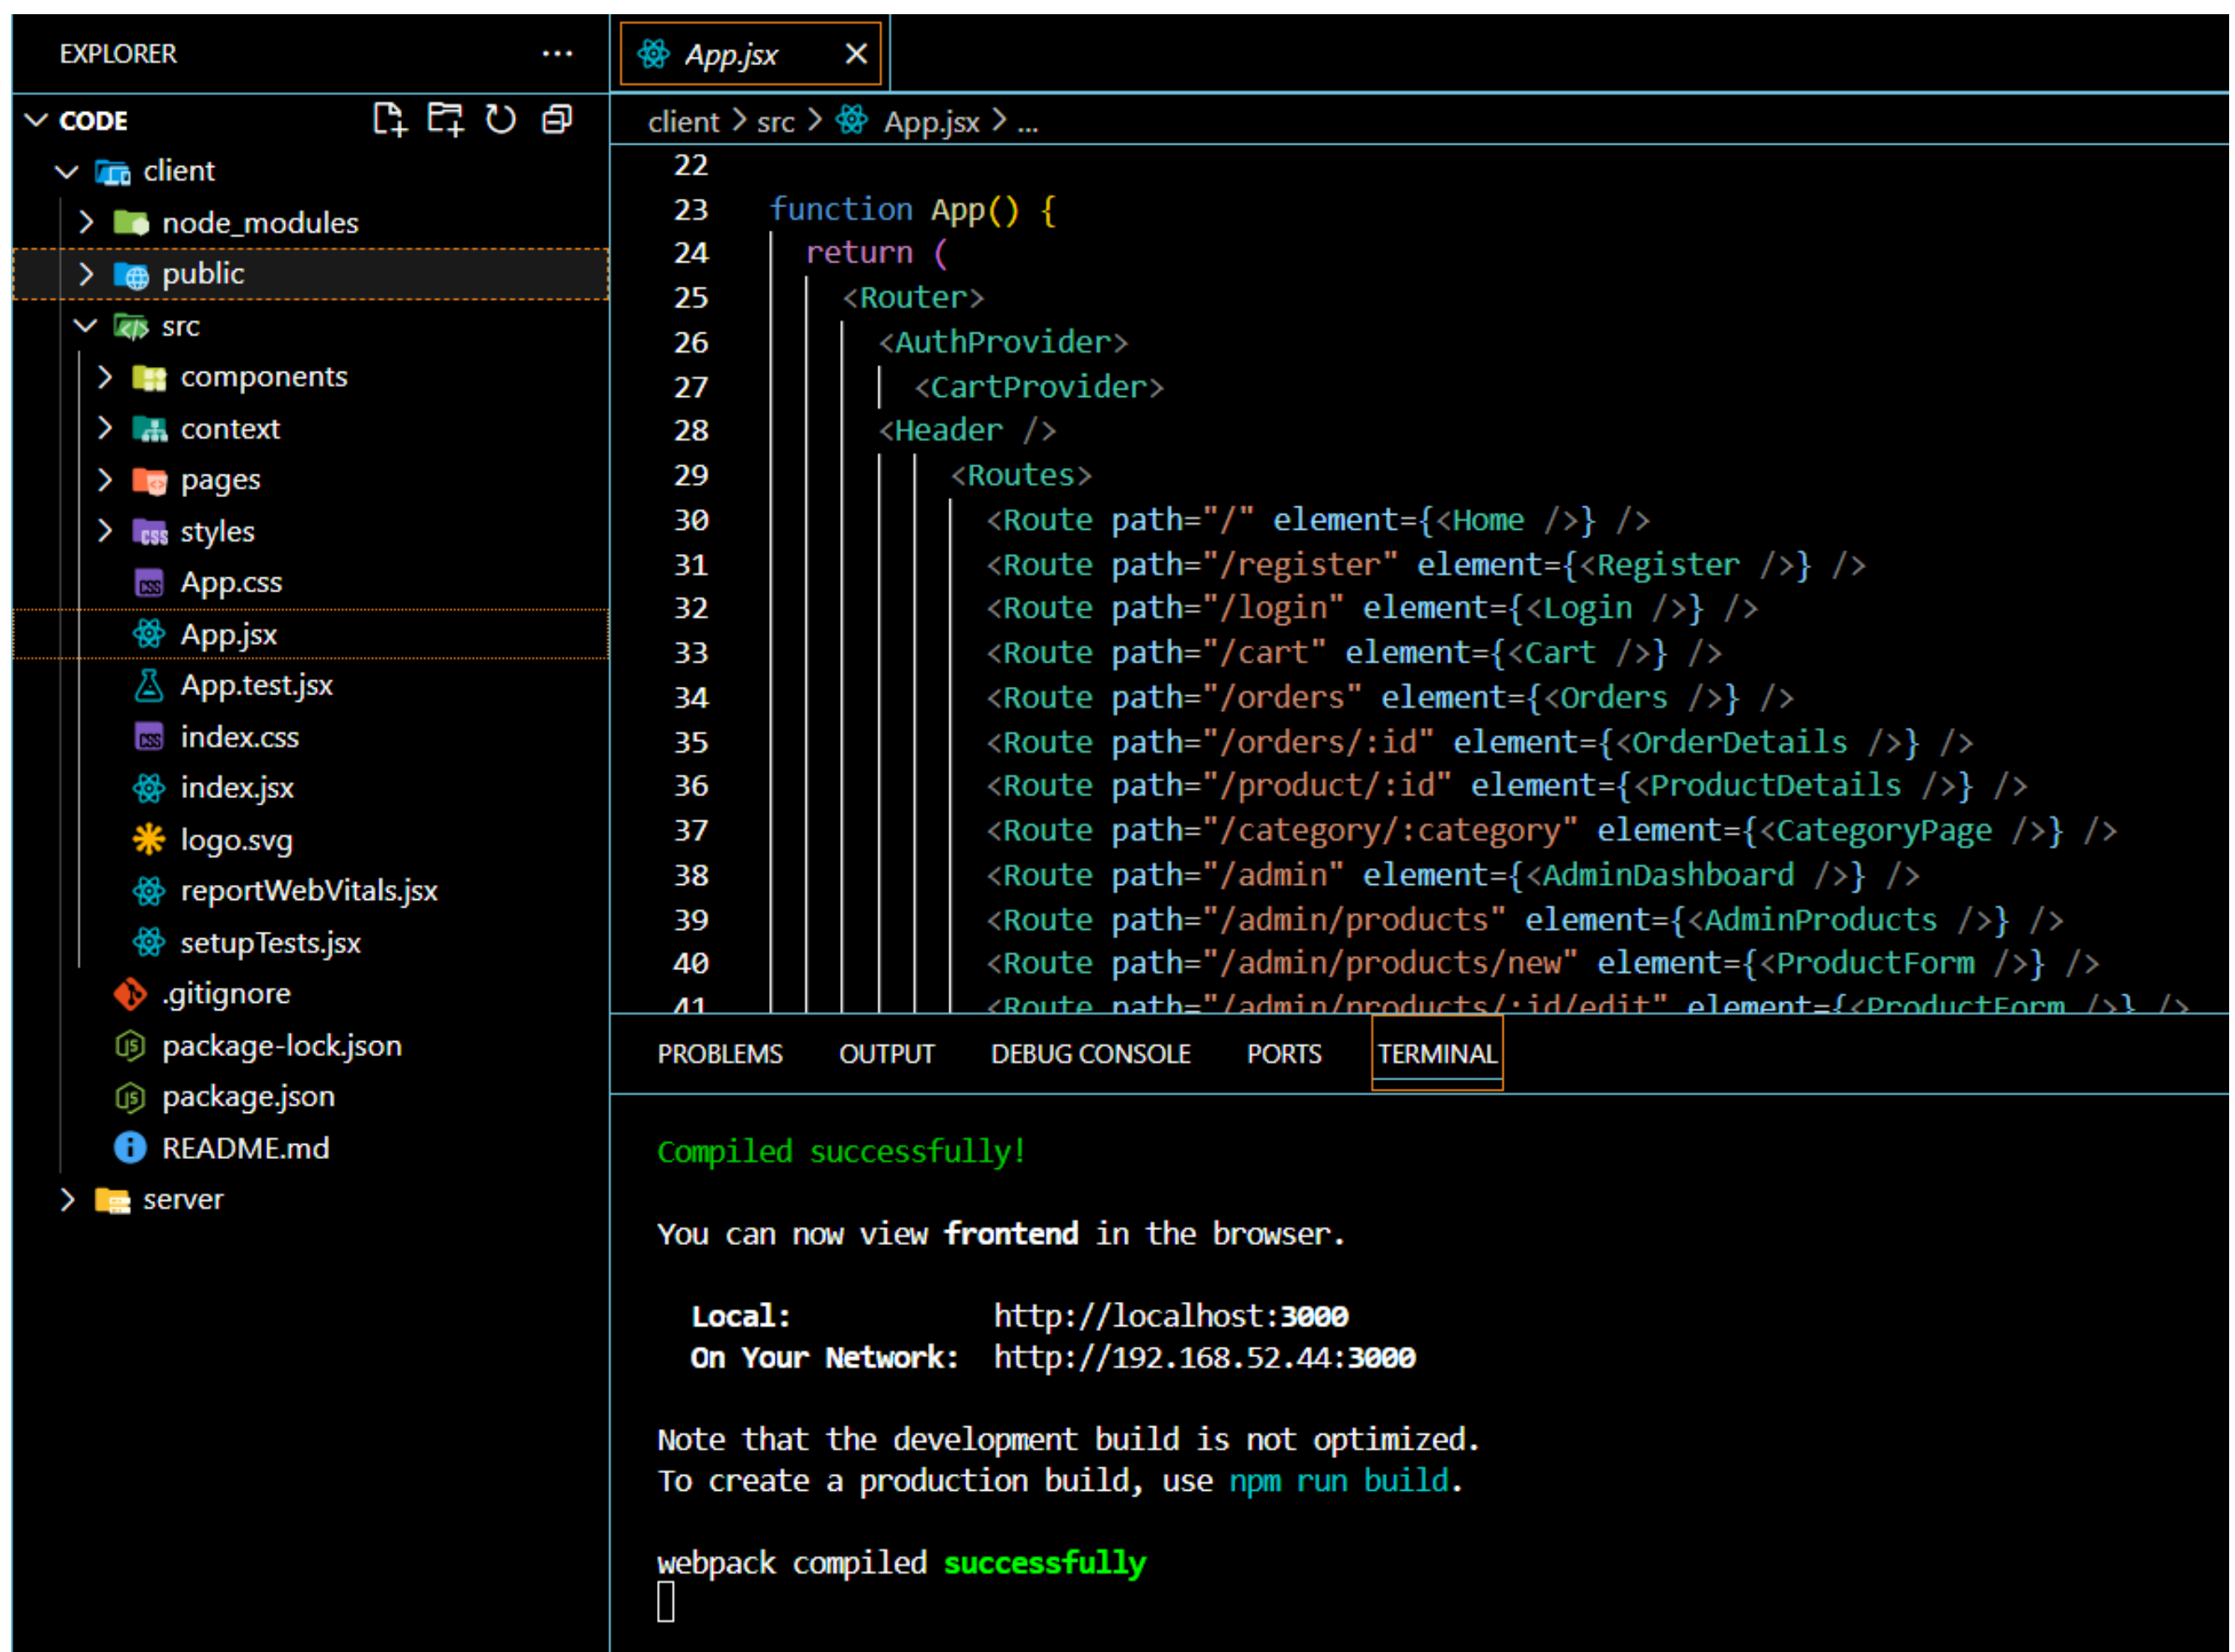 EXPLORER
CODE
client
node_modules
public
src
components
context
pages
styles
App.css
App.jsx
App.test.jsx
index.css
index.jsx
logo.svg
reportWebVitals.jsx
setupTests.jsx
.gitignore
package-lock.json
package.json
README.md
server
App.jsx
client > src > App.jsx > ...
22
23 function App() {
24 return (
25 <Router>
26 <AuthProvider>
27 <CartProvider>
28 <Header />
29 <Routes>
30 <Route path="/" element={<Home />} />
31 <Route path="/register" element={<Register />} />
32 <Route path="/login" element={<Login />} />
33 <Route path="/cart" element={<Cart />} />
34 <Route path="/orders" element={<Orders />} />
35 <Route path="/orders/:id" element={<OrderDetails />} />
36 <Route path="/product/:id" element={<ProductDetails />} />
37 <Route path="/category/:category" element={<CategoryPage />} />
38 <Route path="/admin" element={<AdminDashboard />} />
39 <Route path="/admin/products" element={<AdminProducts />} />
40 <Route path="/admin/products/new" element={<ProductForm />} />
41 <Route path="/admin/products/:id/edit" element={<ProductForm />} />
PROBLEMS OUTPUT DEBUG CONSOLE PORTS TERMINAL
Compiled successfully!
You can now view frontend in the browser.
Local: http://localhost:3000
On Your Network: http://192.168.52.44:3000
Note that the development build is not optimized.
To create a production build, use npm run build.
webpack compiled successfully